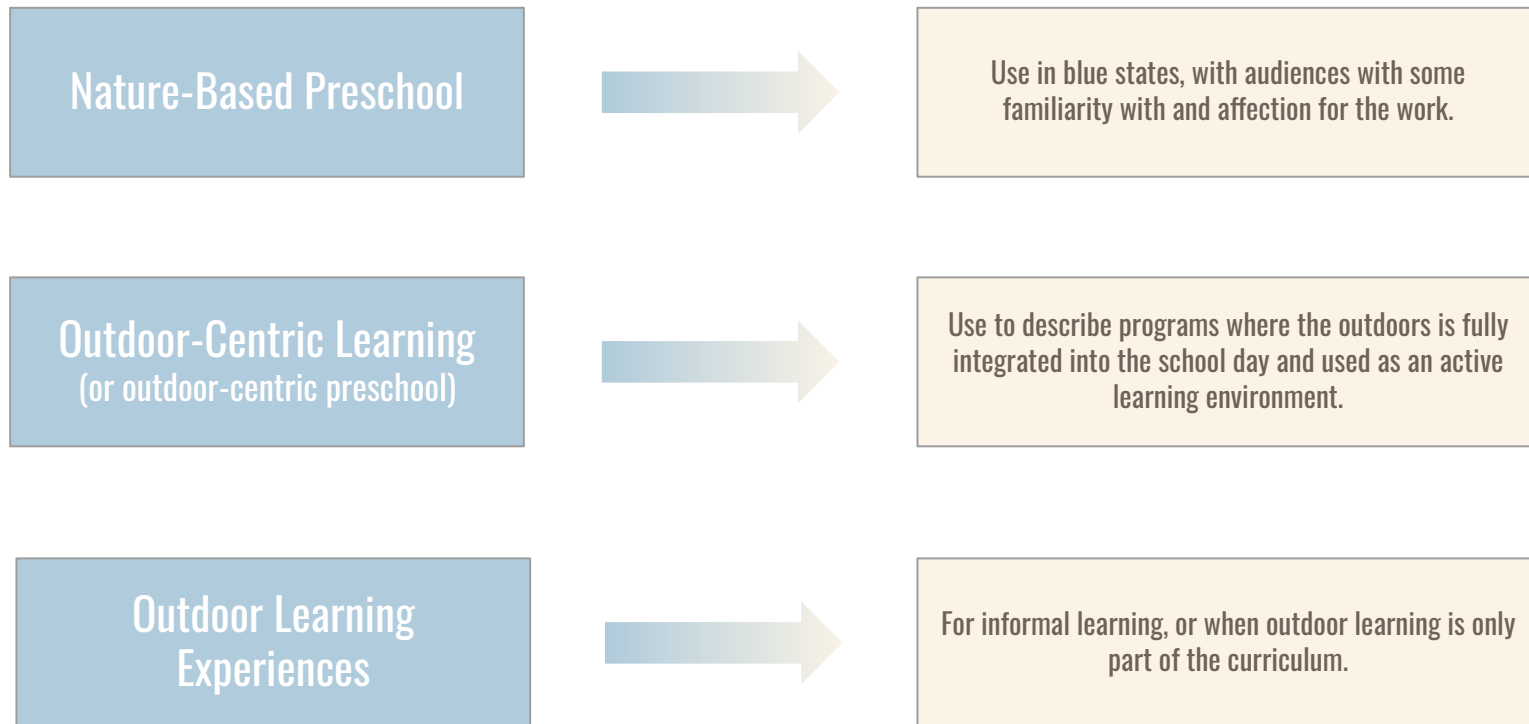 Nature-Based Preschool
Use in blue states, with audiences with some
familiarity with and affection for the work.
Outdoor-Centric Learning
(or outdoor-centric preschool)
Use to describe programs where the outdoors is fully
integrated into the school day and used as an active
learning environment.
Outdoor Learning
Experiences
For informal learning, or when outdoor learning is only
part of the curriculum.